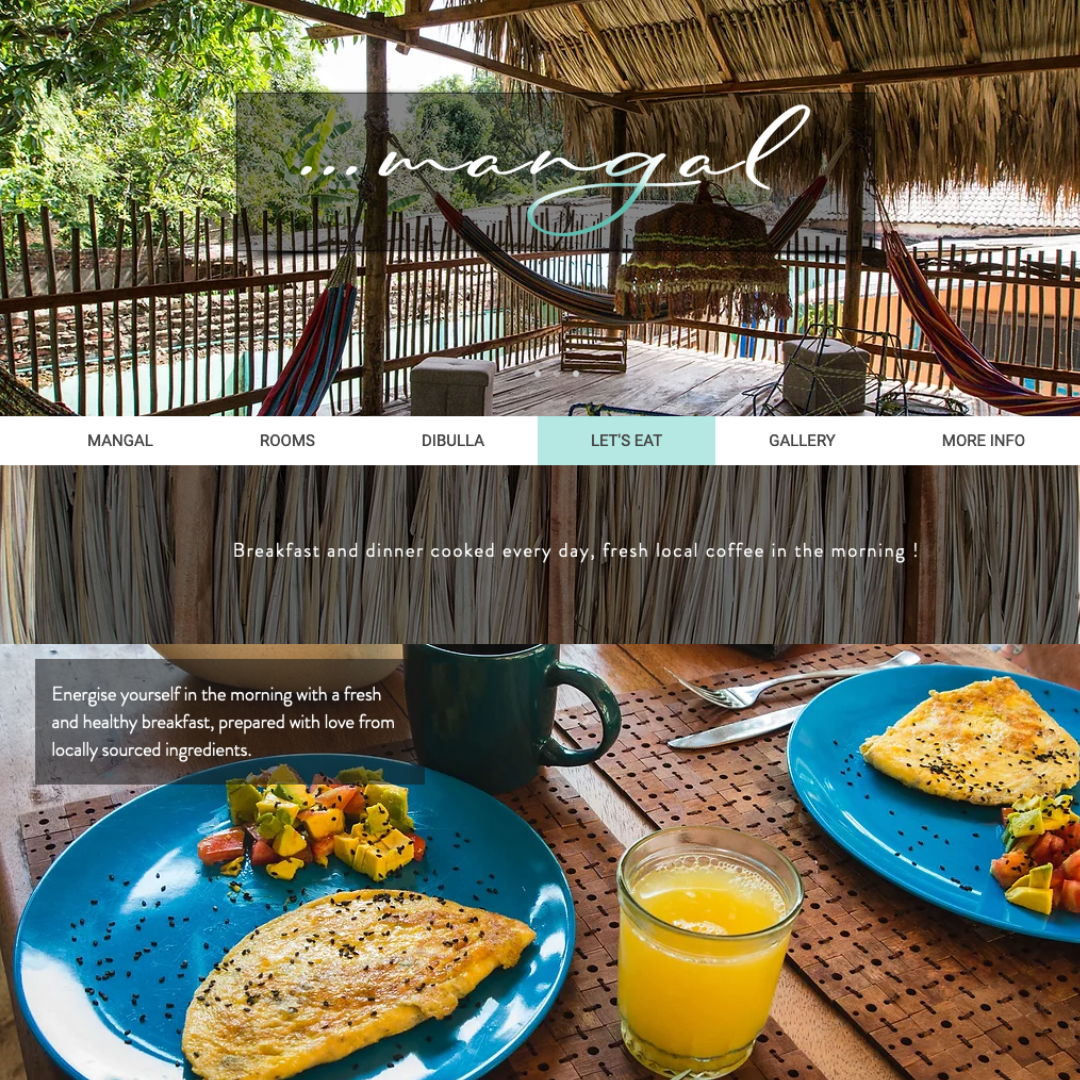 ...mangal
MANGAL ROOMS DIBULLA LET'S EAT GALLERY MORE INFO
Breakfast and dinner cooked every day, fresh local coffee in the morning !
Energise yourself in the morning with a fresh
and healthy breakfast, prepared with love from
locally sourced ingredients.